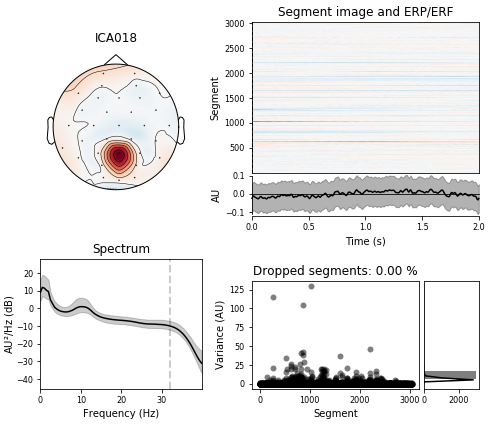 ICA018
Segment image and ERP/ERF
3000
2500
2000
1500
1000
500
Segment
0.1
0.0
−0.1
AU
0.0 0.5 1.0 1.5 2.0
Time (s)
Spectrum
20
10
0
−10
−20
−30
−40
AU²/Hz (dB)
0 10 20 30
Frequency (Hz)
Dropped segments: 0.00 %
125
100
75
50
25
0
Variance (AU)
0 1000 2000 3000
Segment
0 2000